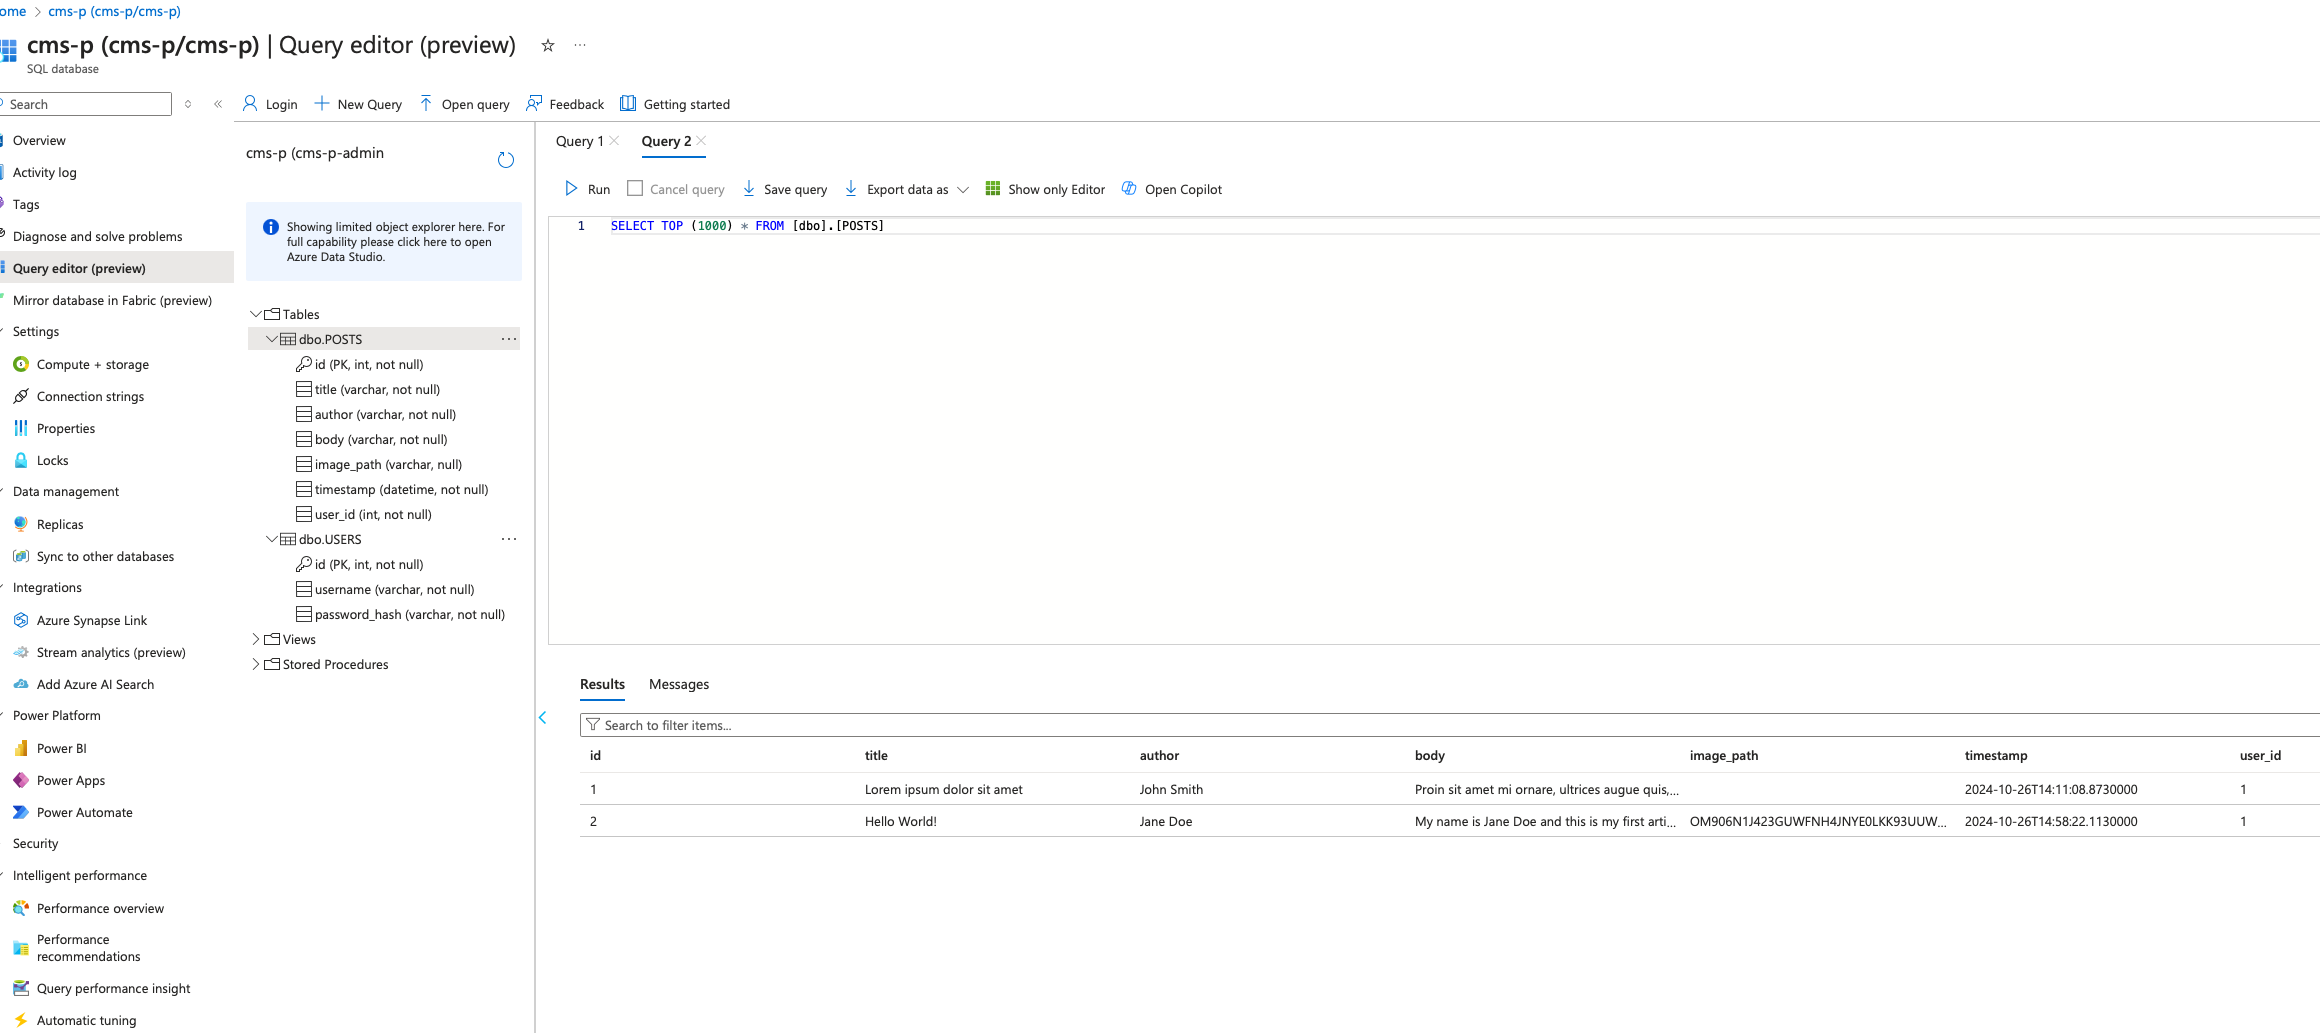 ome > cms-p (cms-p/cms-p)
cms-p (cms-p/cms-p) | Query editor (preview)
SQL database
Search
Login
New Query
Open query
Feedback
Getting started
Overview
Activity log
Tags
Diagnose and solve problems
Query editor (preview)
Mirror database in Fabric (preview)
Settings
Compute + storage
Connection strings
Properties
Locks
Data management
Replicas
Sync to other databases
Integrations
Azure Synapse Link
Stream analytics (preview)
Add Azure AI Search
Power Platform
Power BI
Power Apps
Power Automate
Security
Intelligent performance
Performance overview
Performance
recommendations
Query performance insight
Automatic tuning
cms-p (cms-p-admin
Showing limited object explorer here. For
full capability please click here to open
Azure Data Studio.
Tables
dbo.POSTS
id (PK, int, not null)
title (varchar, not null)
author (varchar, not null)
body (varchar, not null)
image_path (varchar, null)
timestamp (datetime, not null)
user_id (int, not null)
dbo.USERS
id (PK, int, not null)
username (varchar, not null)
password_hash (varchar, not null)
Views
Stored Procedures
Query 1
Query 2
Run
Cancel query
Save query
Export data as
Show only Editor
Open Copilot
1 SELECT TOP (1000) * FROM [dbo].[POSTS]
Results
Messages
Search to filter items...
id title author body image_path timestamp user_id
1 Lorem ipsum dolor sit amet John Smith Proin sit amet mi ornare, ultrices augue quis,... 2024-10-26T14:11:08.8730000 1
2 Hello World! Jane Doe My name is Jane Doe and this is my first arti... OM906N1J423GUWFNH4JNYE0LKK93UUW... 2024-10-26T14:58:22.1130000 1